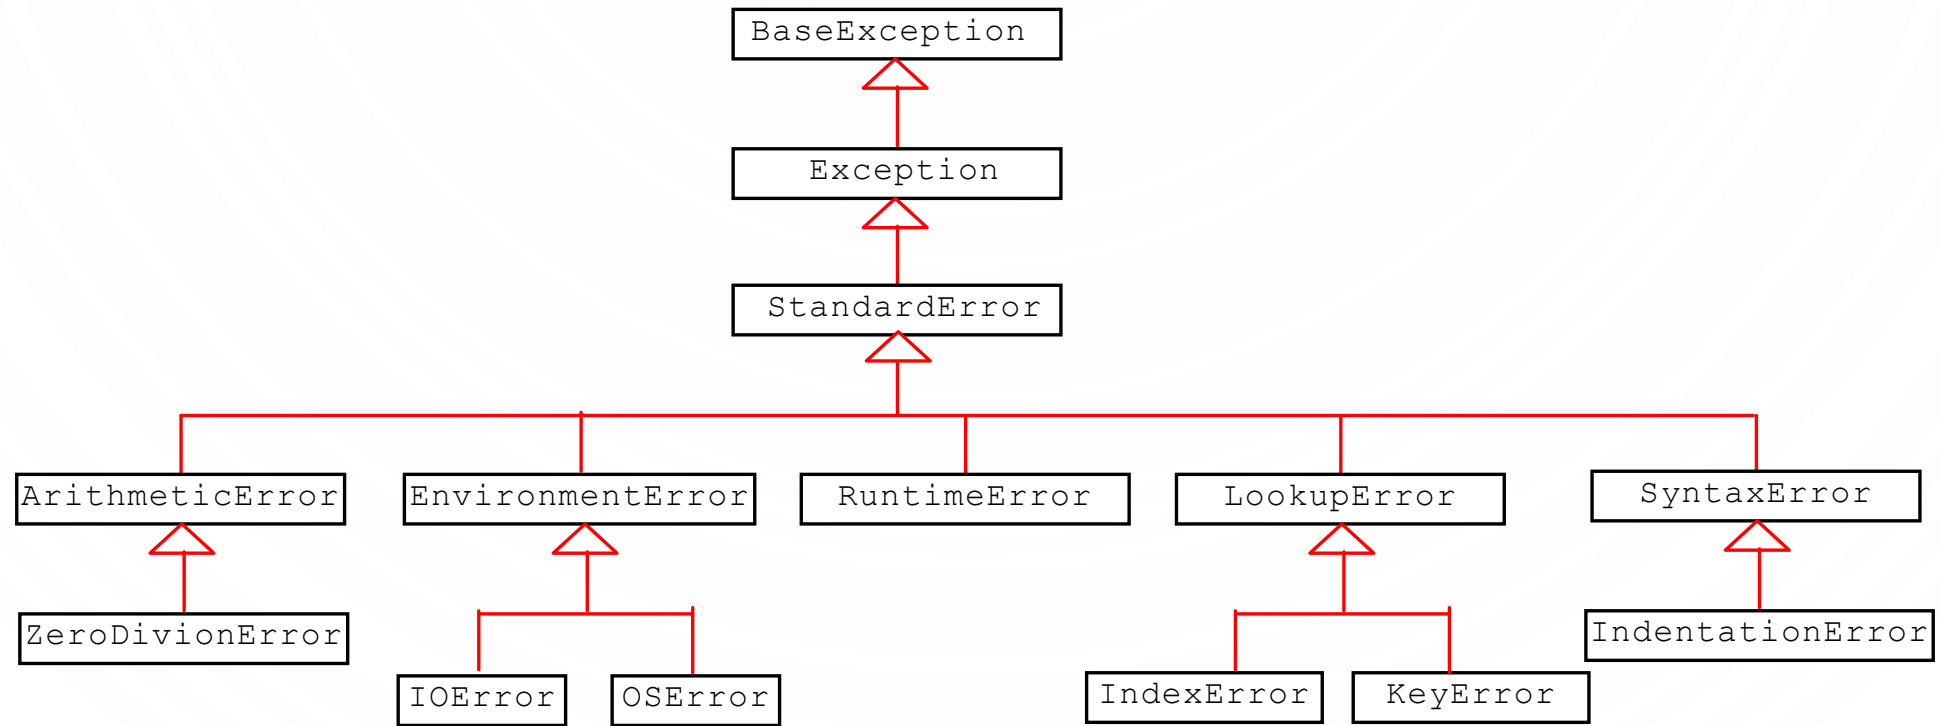 BaseException
Exception
StandardError
ArithmeticError
EnvironmentError
RuntimeError
LookupError
SyntaxError
ZeroDivionError
IndentationError
IOError
OSError
IndexError
KeyError